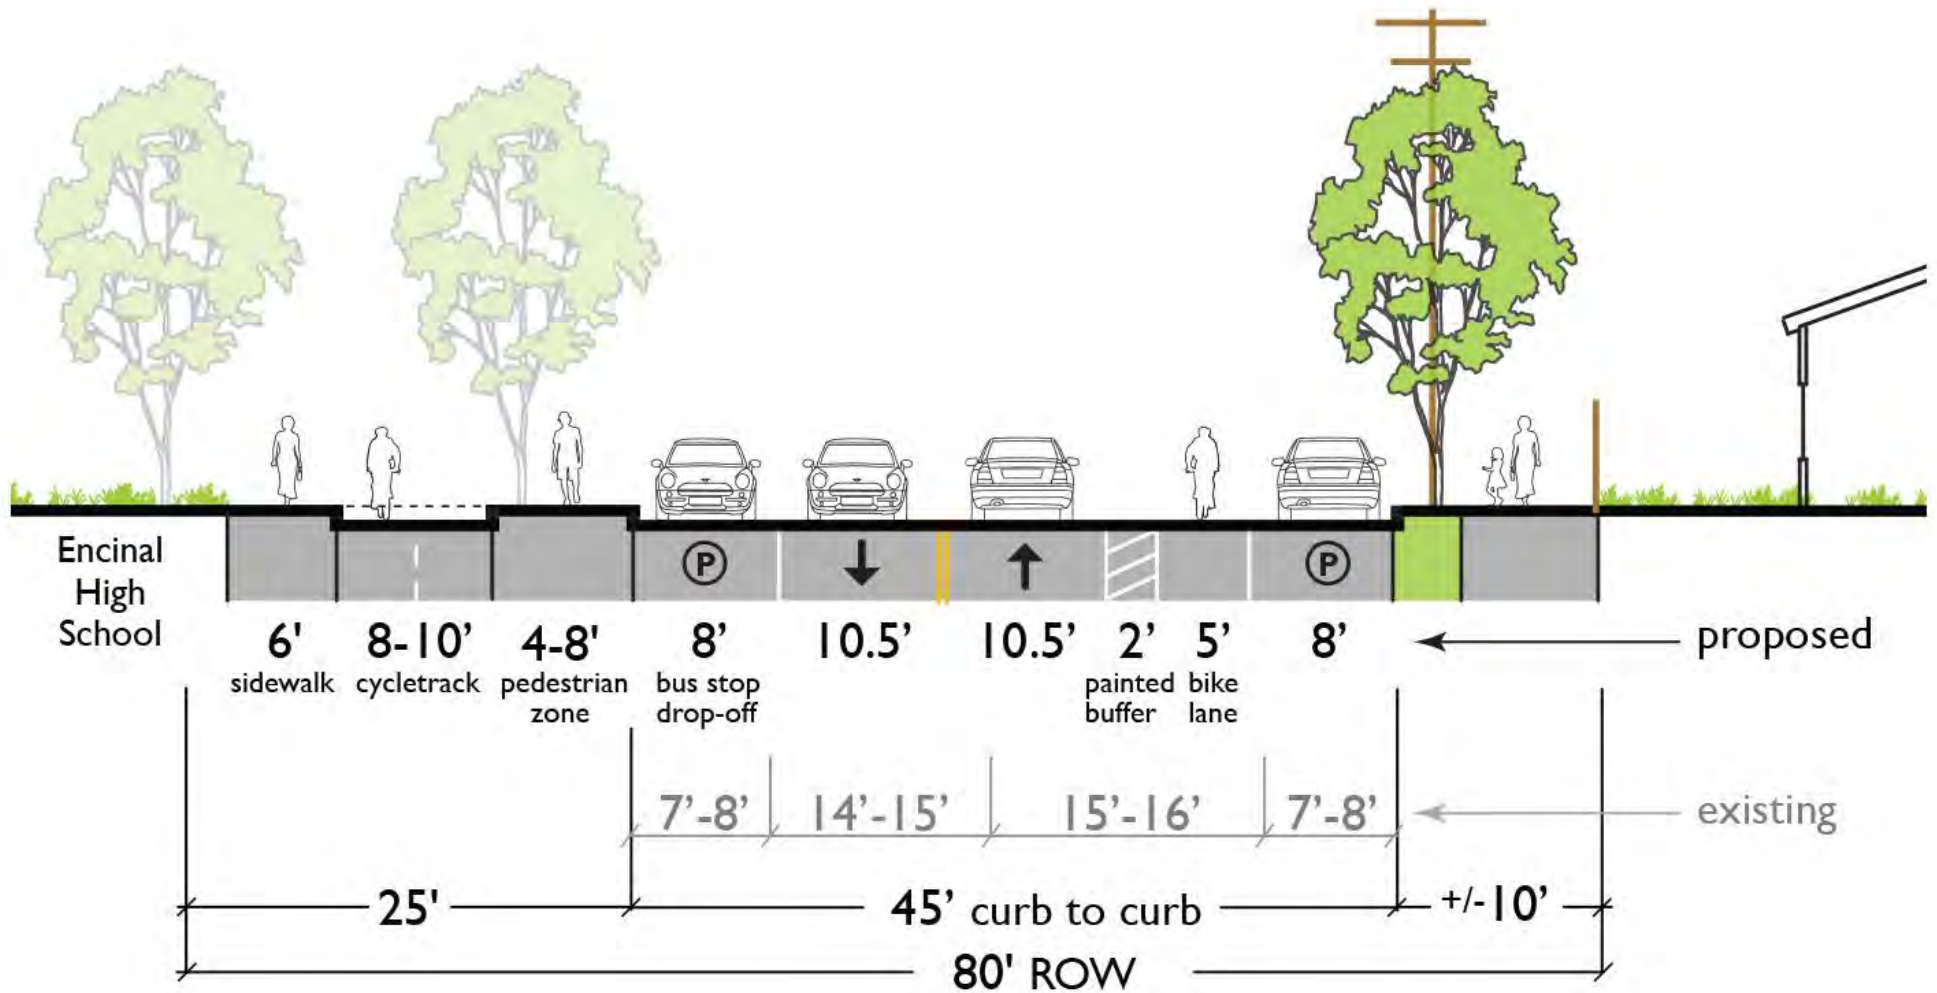 Encinal
High
School
P
P
6' 8-10’ 4-8' 8’ 10.5’ 10.5’ 2’ 5’ 8’ proposed
sidewalk cycletrack pedestrian zone bus stop drop-off painted buffer bike lane
7’-8’ 14’-15’ 15’-16’ 7’-8’ existing
25' 45’ curb to curb +/-10’
80' ROW